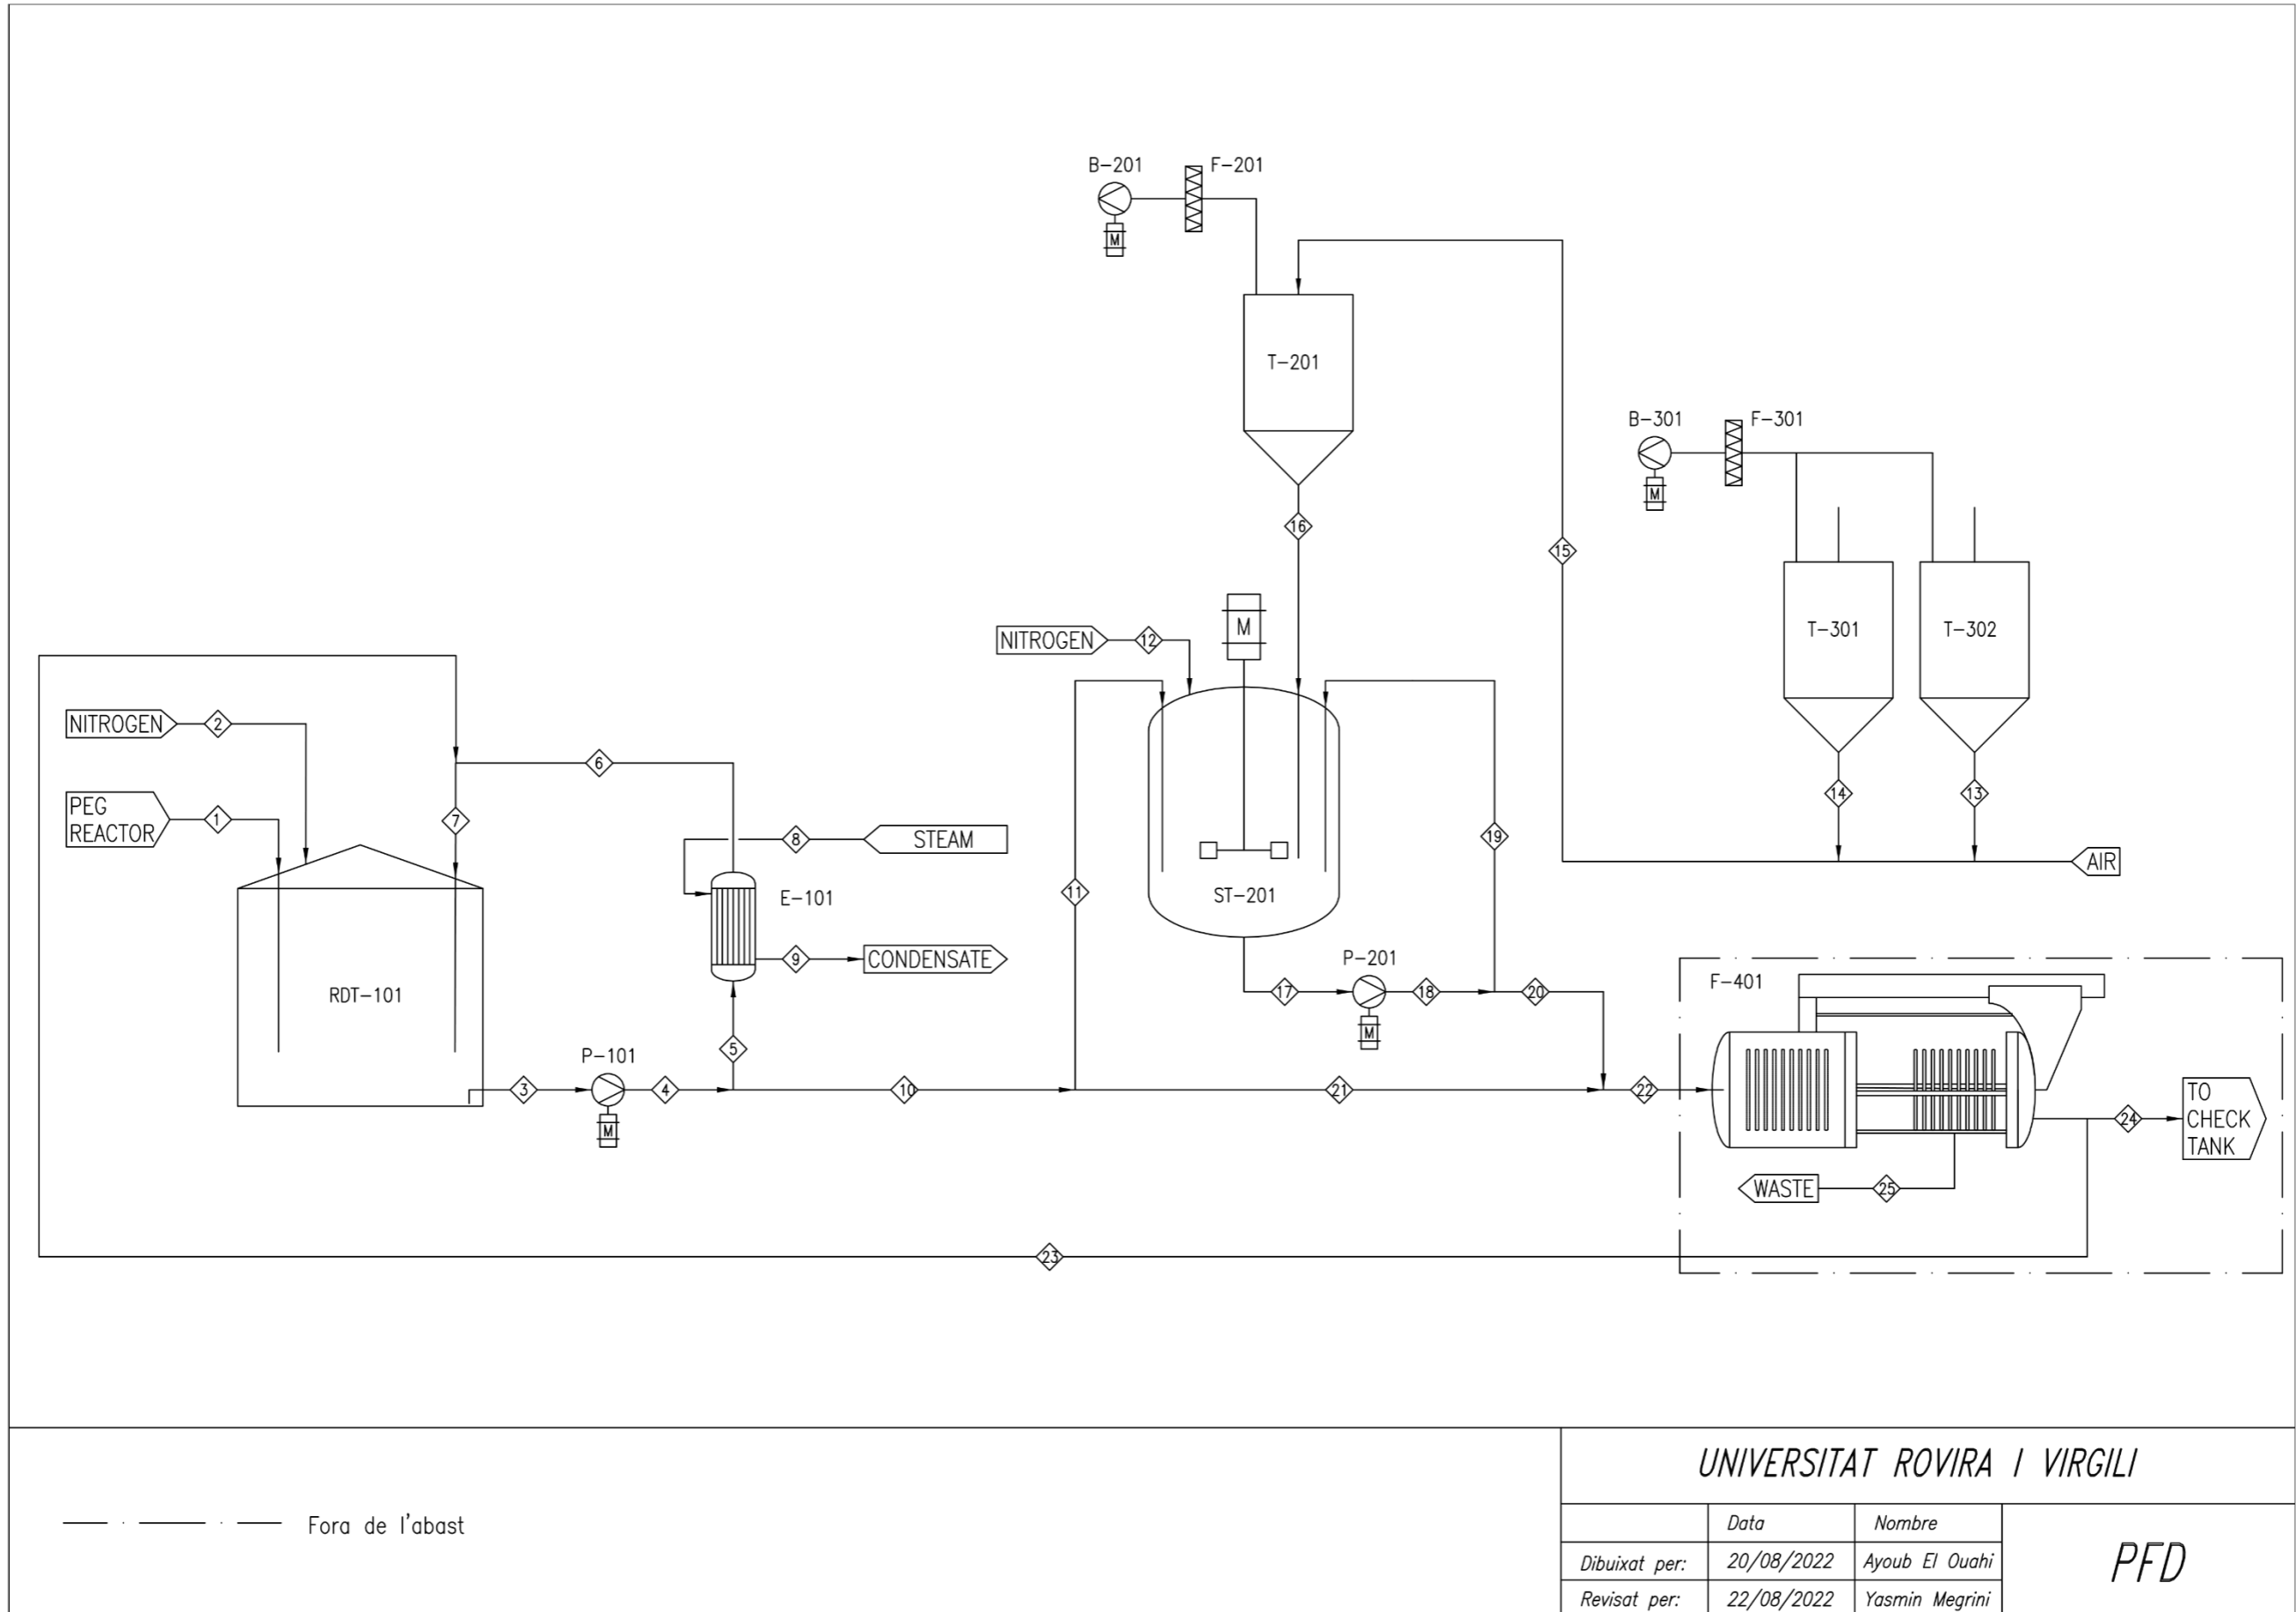 B-201
F-201
M
T-201
B-301
F-301
M
16
15
M
T-301
T-302
NITROGEN
12
NITROGEN
2
6
PEG
REACTOR
1
7
8
STEAM
14
13
19
AIR
11
E-101
ST-201
9
CONDENSATE
P-201
F-401
RDT-101
17
18
20
M
5
P-101
3
4
10
21
22
M
TO
CHECK
TANK
24
WASTE
25
23
Fora de l'abast
UNIVERSITAT ROVIRA I VIRGILI
Data
Nombre
Dibuixat per:
20/08/2022
Ayoub El Ouahi
Revisat per:
22/08/2022
Yasmin Megrini
PFD